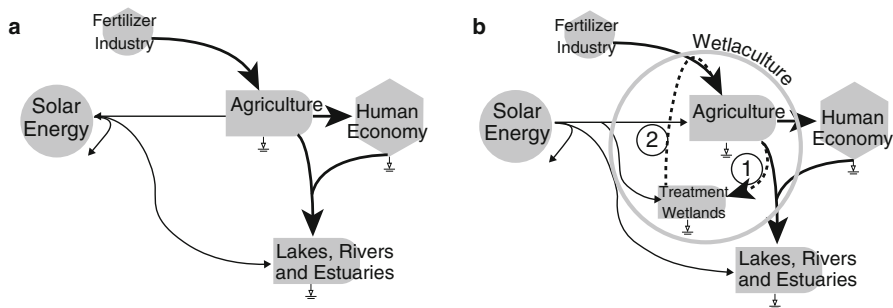 a
Fertilizer
Industry
Solar
Energy
Agriculture
Human
Economy
Lakes, Rivers
and Estuaries
b
Fertilizer
Industry
Wetlaculture
Solar
Energy
Agriculture
Human
Economy
2
1
Treatment
Wetlands
Lakes, Rivers
and Estuaries